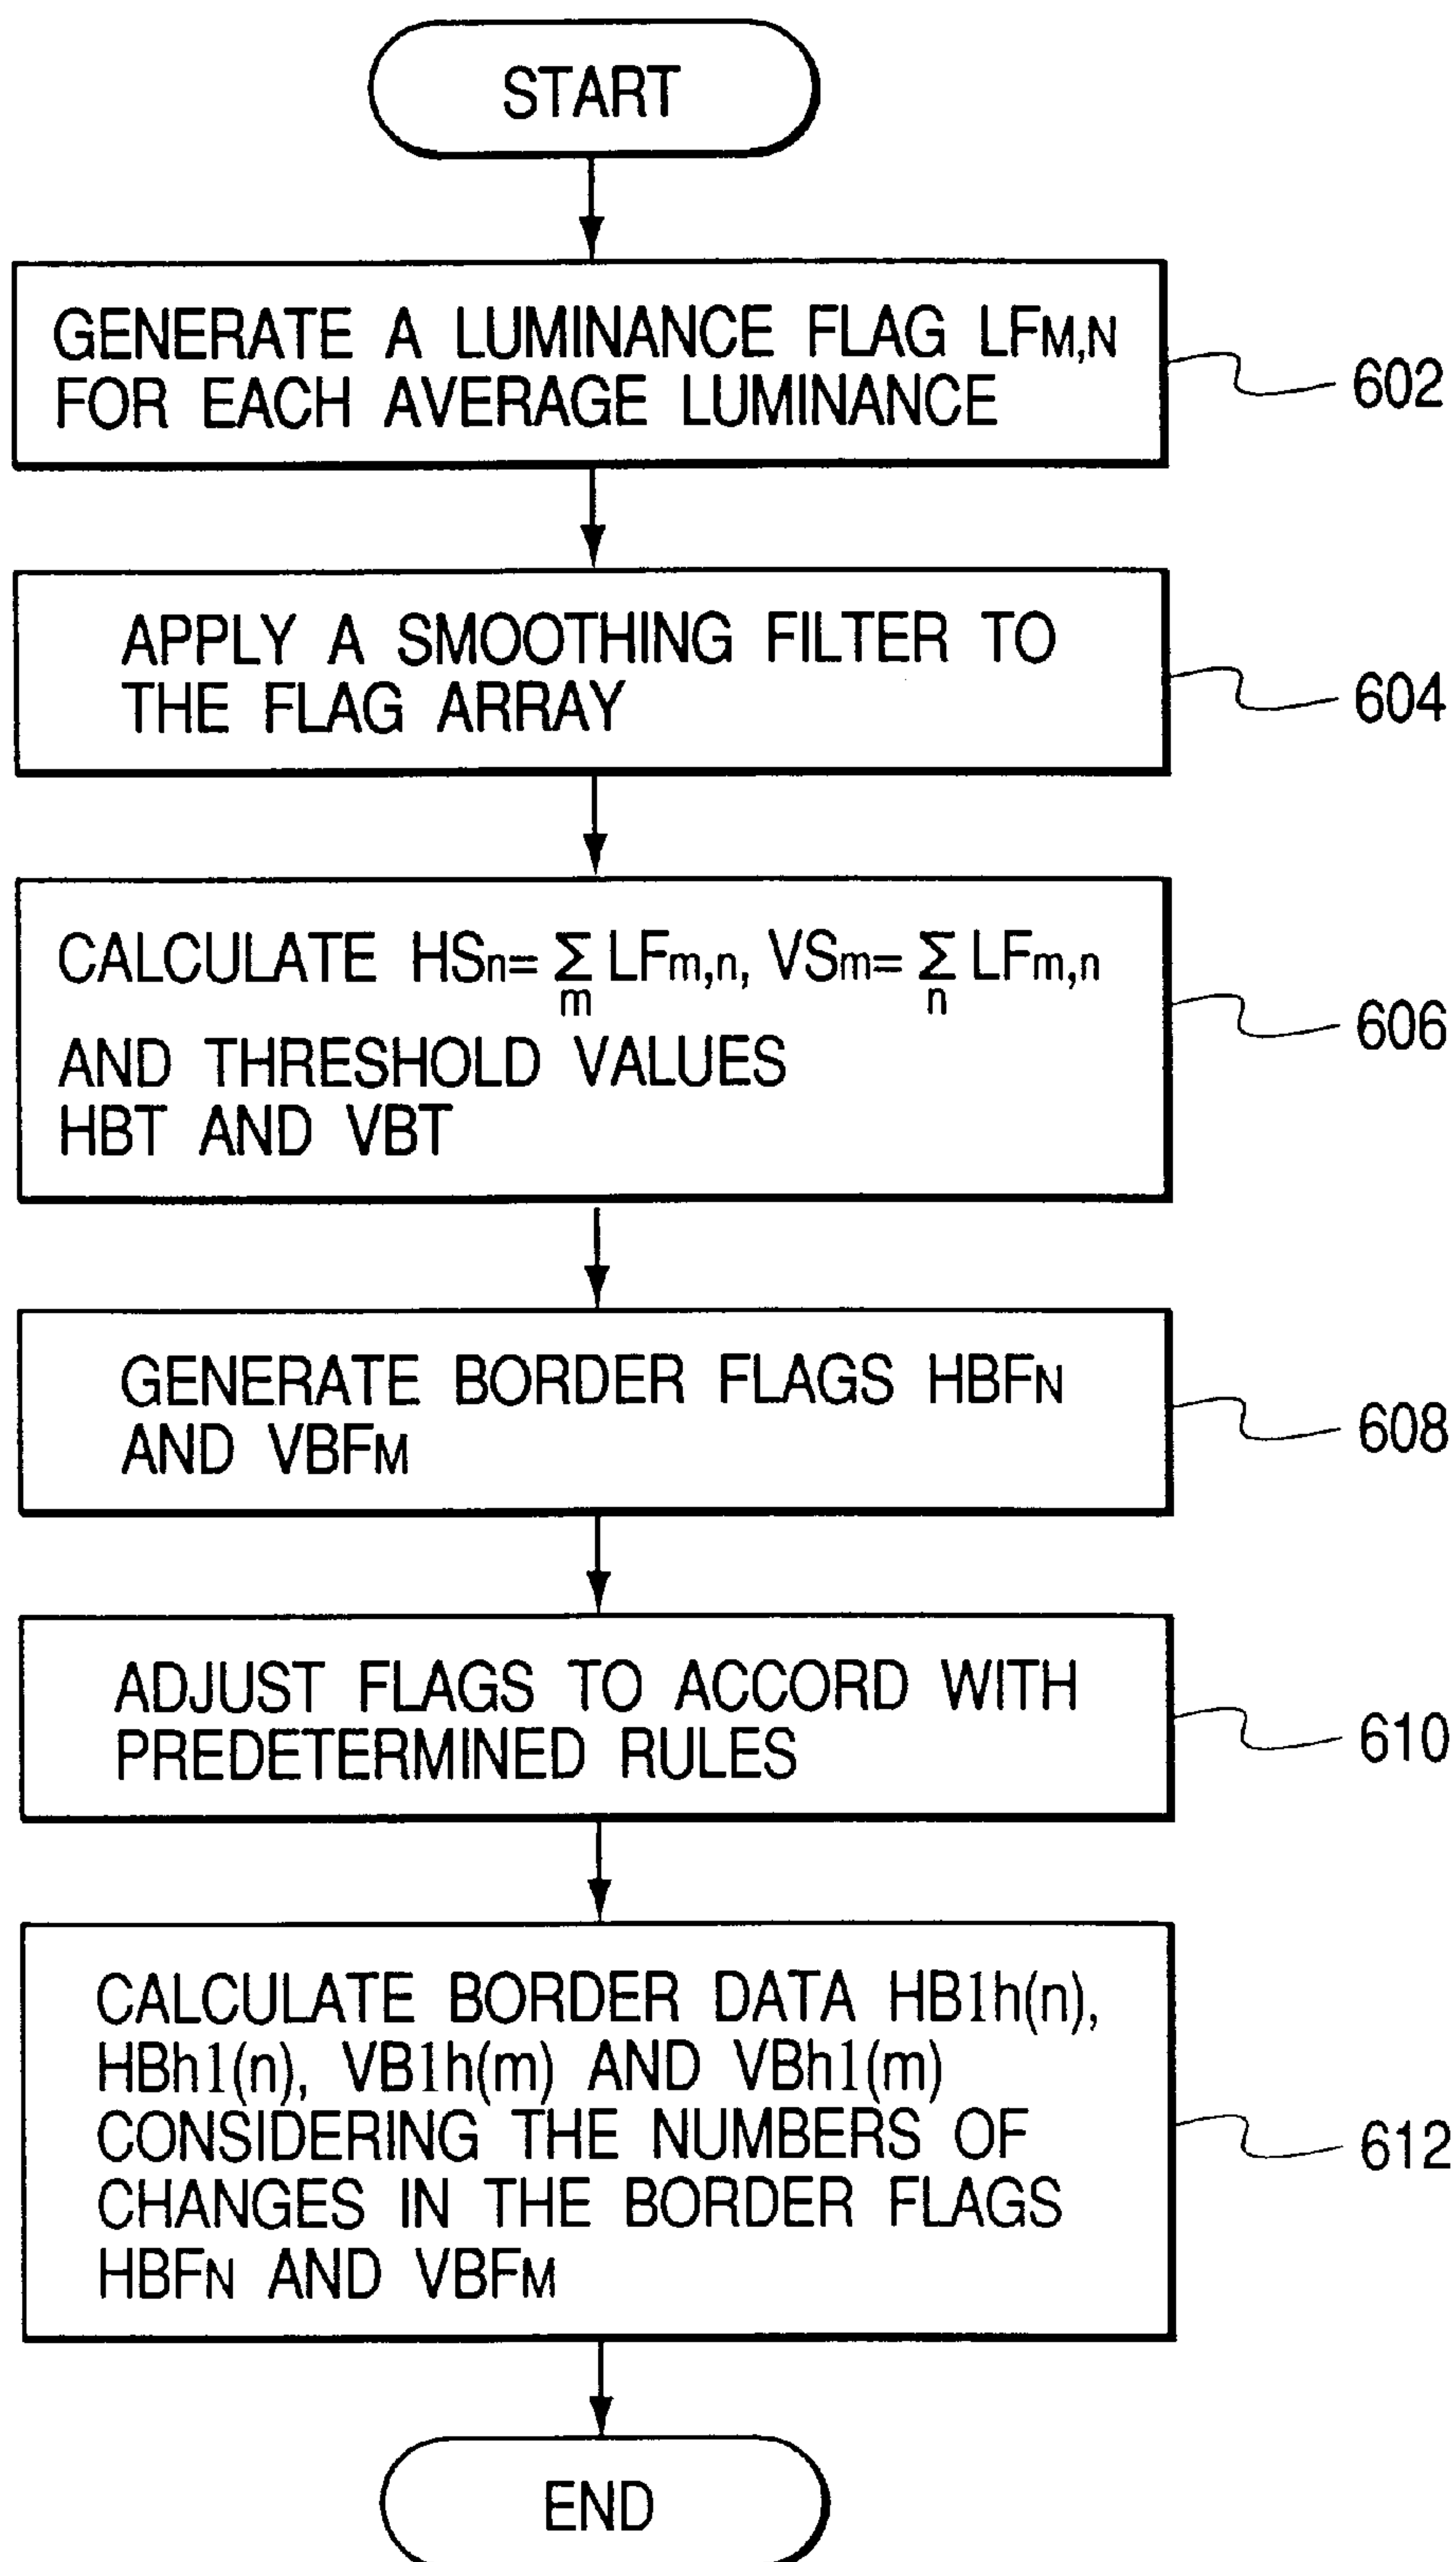 START
GENERATE A LUMINANCE FLAG LFM,N
FOR EACH AVERAGE LUMINANCE
602
APPLY A SMOOTHING FILTER TO
THE FLAG ARRAY
604
CALCULATE HSn= Σ LFm,n, VSm= Σ LFm,n
m n
AND THRESHOLD VALUES
HBT AND VBT
606
GENERATE BORDER FLAGS HBFN
AND VBFM
608
ADJUST FLAGS TO ACCORD WITH
PREDETERMINED RULES
610
CALCULATE BORDER DATA HB1h(n),
HBh1(n), VB1h(m) AND VBh1(m)
CONSIDERING THE NUMBERS OF
CHANGES IN THE BORDER FLAGS
HBFN AND VBFM
612
END